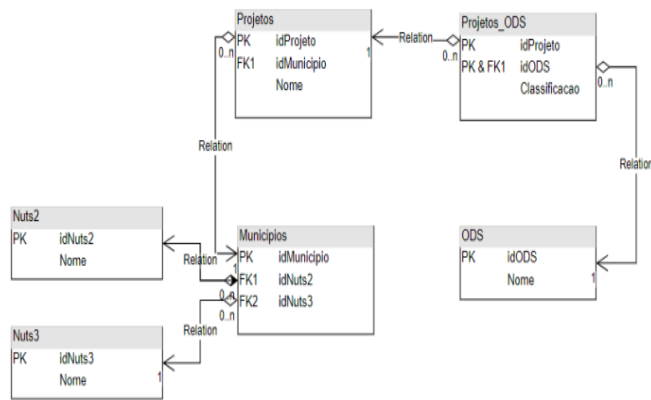 Projetos
PK idProjeto
FK1 idMunicipio
Nome
0..n
1
Relation
Projetos_ODS
PK idProjeto
PK & FK1 idODS
Classificacao
0..n
0..n
Relation
Relation
Nuts2
PK idNuts2
Nome
Relation
Municipios
PK idMunicipio
1
FK1 idNuts2
0..n
FK2 idNuts3
0..n
ODS
PK idODS
Nome
1
Nuts3
PK idNuts3
Nome
1
Relation